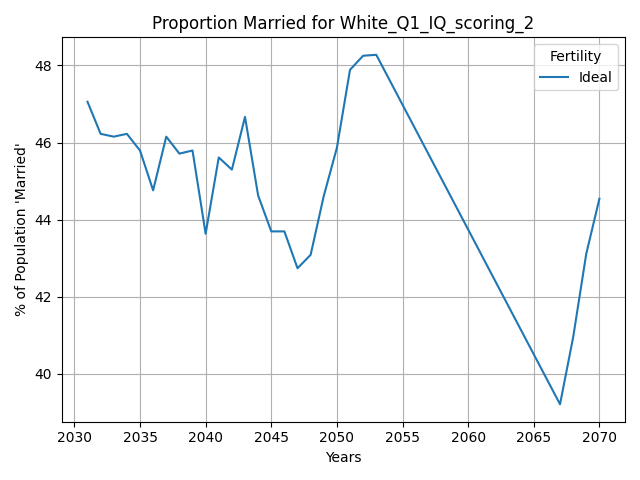 Proportion Married for White_Q1_IQ_scoring_2
% of Population 'Married'
48
46
44
42
40
Fertility
Ideal
2030 2035 2040 2045 2050 2055 2060 2065 2070
Years